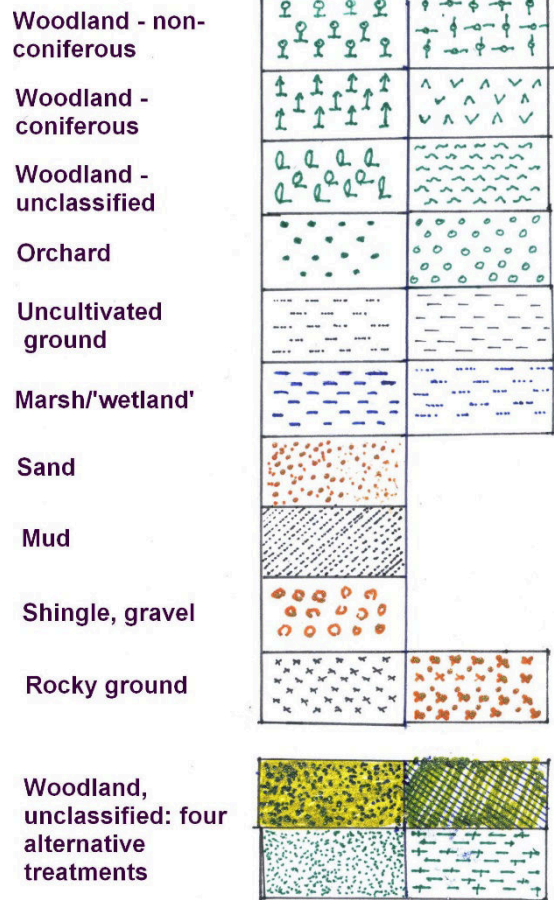 Woodland - non-
coniferous
Woodland -
coniferous
Woodland -
unclassified
Orchard
Uncultivated
ground
Marsh/'wetland'
Sand
Mud
Shingle, gravel
Rocky ground
Woodland,
unclassified: four
alternative
treatments